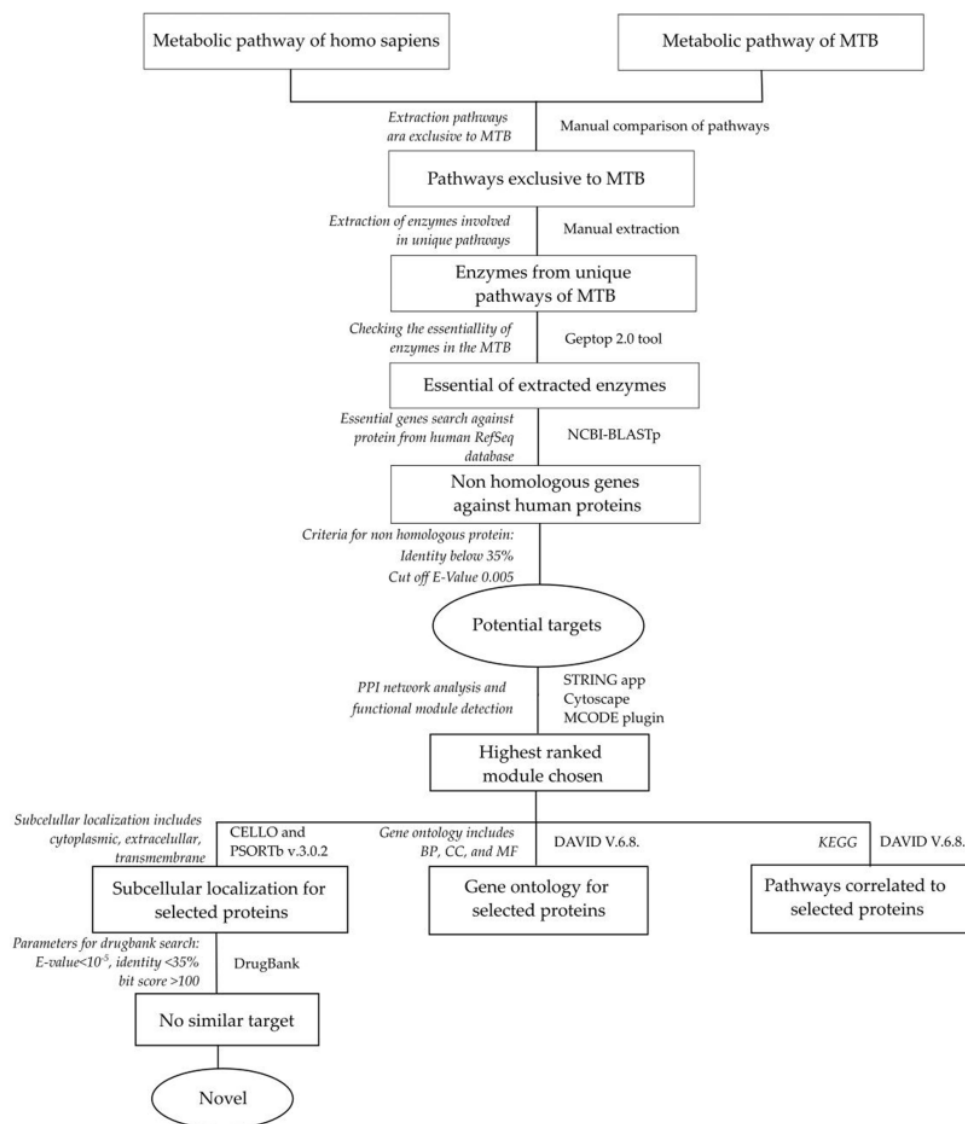 Metabolic pathway of homo sapiens
Metabolic pathway of MTB
Extraction pathways
ara exclusive to MTB
Manual comparison of pathways
Pathways exclusive to MTB
Extraction of enzymes involved
in unique pathways
Manual extraction
Enzymes from unique
pathways of MTB
Checking the essentiallity of
enzymes in the MTB
Geptop 2.0 tool
Essential of extracted enzymes
Essential genes search against
protein from human RefSeq
database
NCBI-BLASTp
Non homologous genes
against human proteins
Criteria for non homologous protein:
Identity below 35%
Cut off E-Value 0.005
Potential targets
PPI network analysis and
functional module detection
STRING app
Cytoscape
MCODE plugin
Highest ranked
module chosen
Subcelullar localization includes
cytoplasmic, extracelullar,
transmembrane
CELLO and
PSORTb v.3.0.2
Gene ontology includes
BP, CC, and MF
DAVID V.6.8.
KEGG
DAVID V.6.8.
Subcellular localization for
selected proteins
Gene ontology for
selected proteins
Pathways correlated to
selected proteins
Parameters for drugbank search:
E-value<10⁻⁵, identity <35%
bit score >100
DrugBank
No similar target
Novel